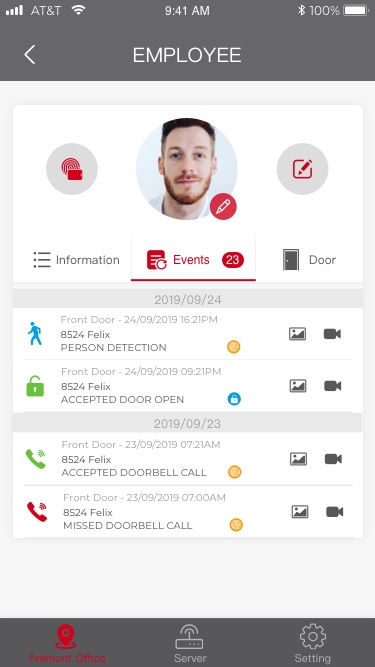 AT&T 9:41 AM 100%
EMPLOYEE
Information Events 23 Door
2019/09/24
Front Door - 24/09/2019 16:21PM
8524 Felix
PERSON DETECTION
Front Door - 24/09/2019 09:21PM
8524 Felix
ACCEPTED DOOR OPEN
2019/09/23
Front Door - 23/09/2019 07:21AM
8524 Felix
ACCEPTED DOORBELL CALL
Front Door - 23/09/2019 07:00AM
8524 Felix
MISSED DOORBELL CALL
Fremont Office Server Setting